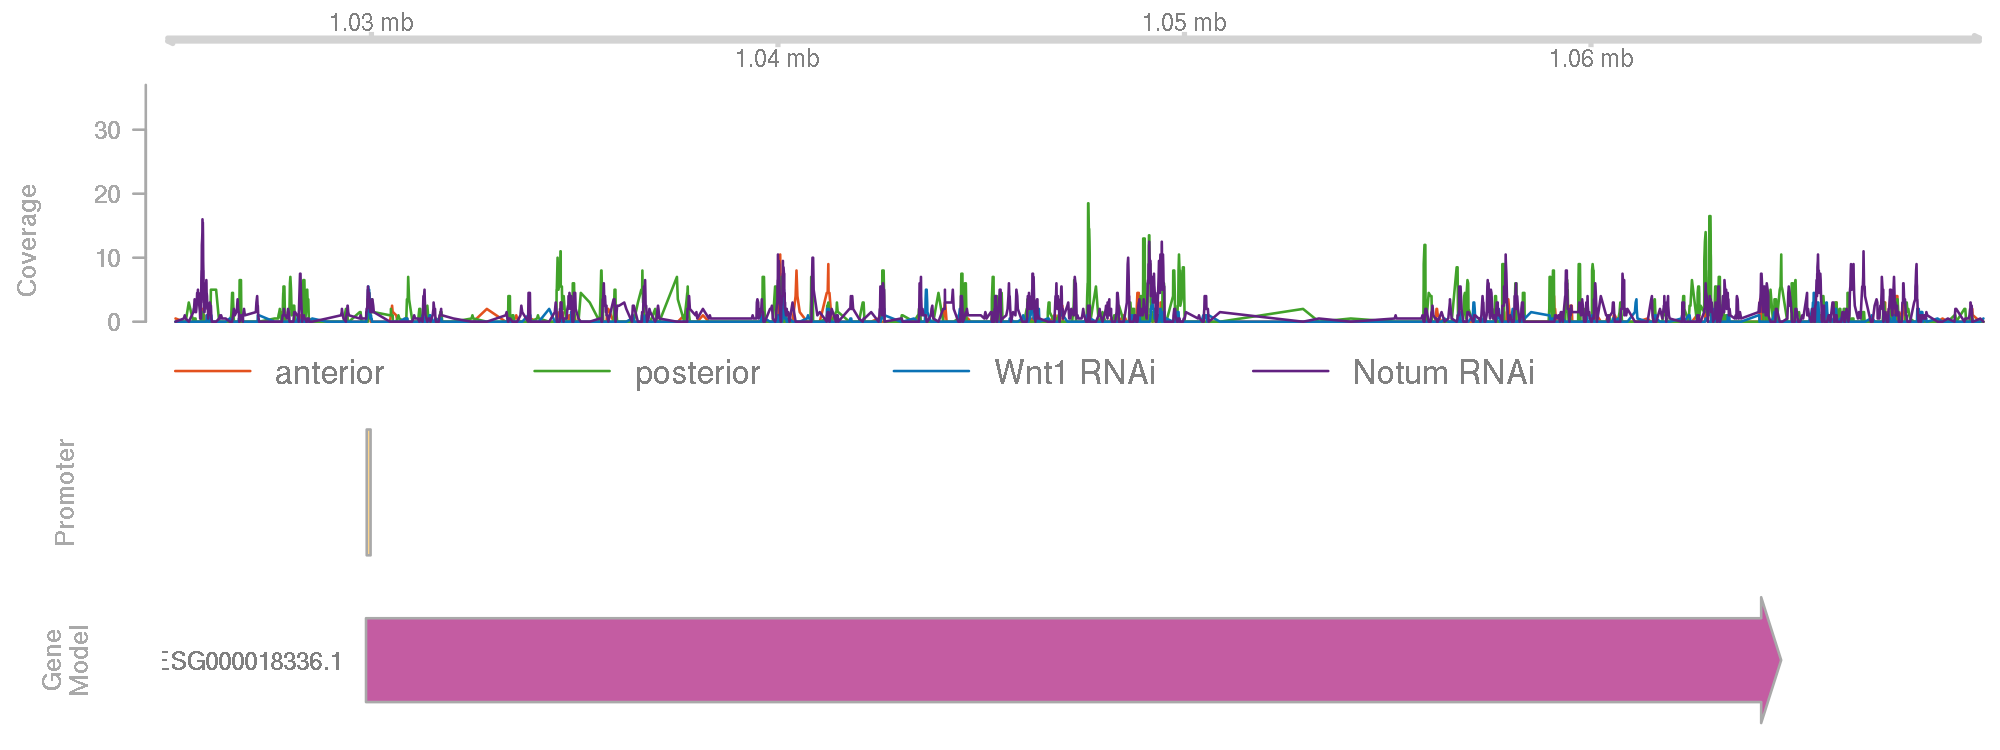 1.03 mb
1.05 mb
1.04 mb
1.06 mb
Coverage
30
20
10
0
anterior
posterior
Wnt1 RNAi
Notum RNAi
Promoter
Gene
Model
ESG000018336.1